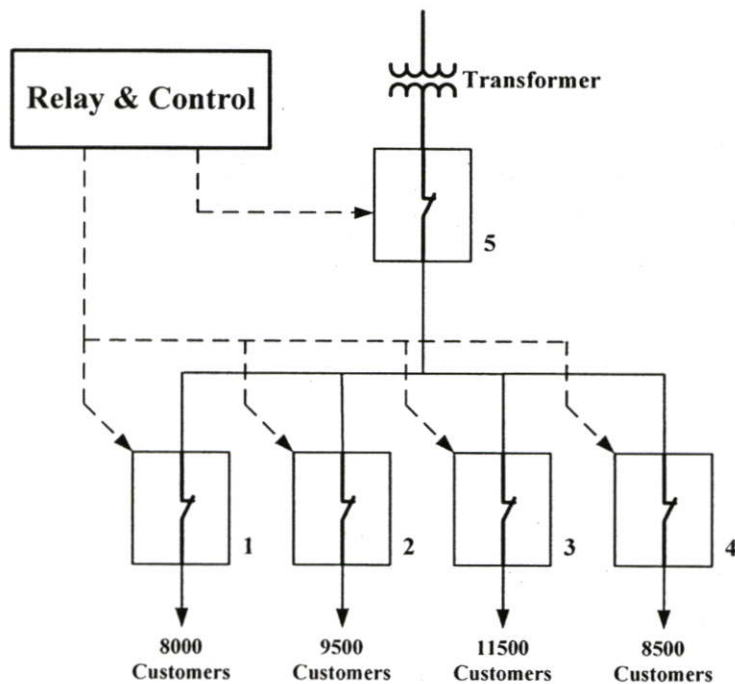 Transformer
Relay & Control
5
1
2
3
4
8000
Customers
9500
Customers
11500
Customers
8500
Customers